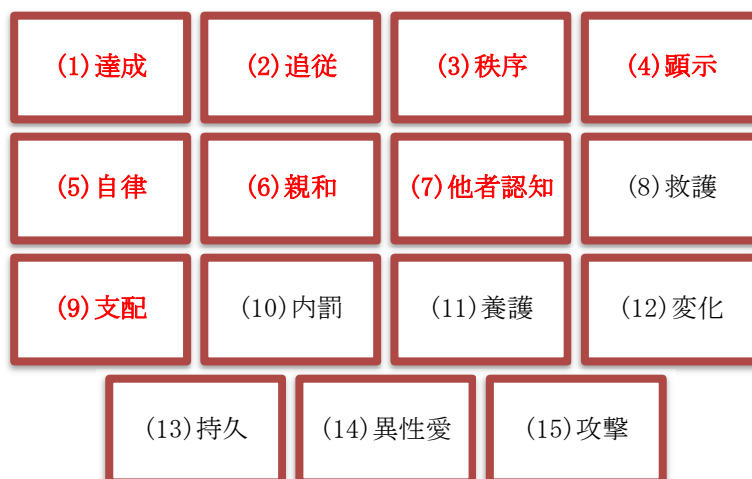 (1)達成 (2)追従 (3)秩序 (4)顕示
(5)自律 (6)親和 (7)他者認知 (8)救護
(9)支配 (10)内罰 (11)養護 (12)変化
(13)持久 (14)異性愛 (15)攻撃